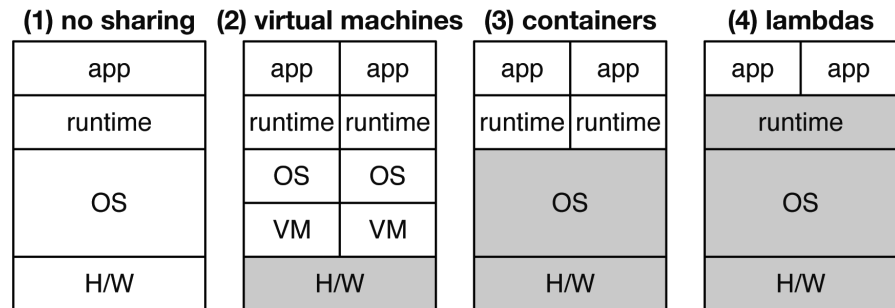 (1) no sharing (2) virtual machines (3) containers (4) lambdas
app app app app app app app
runtime runtime runtime runtime runtime runtime
OS OS OS OS OS
VM VM
H/W H/W H/W H/W